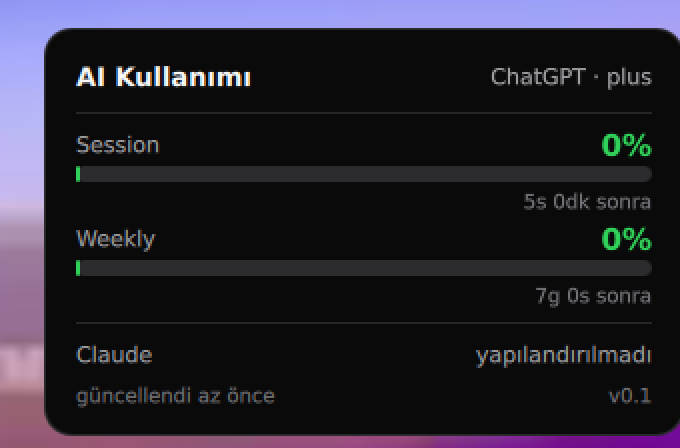 AI Kullanımı ChatGPT · plus
Session 0%
5s 0dk sonra
Weekly 0%
7g 0s sonra
Claude yapılandırılmadı
güncellendi az önce v0.1